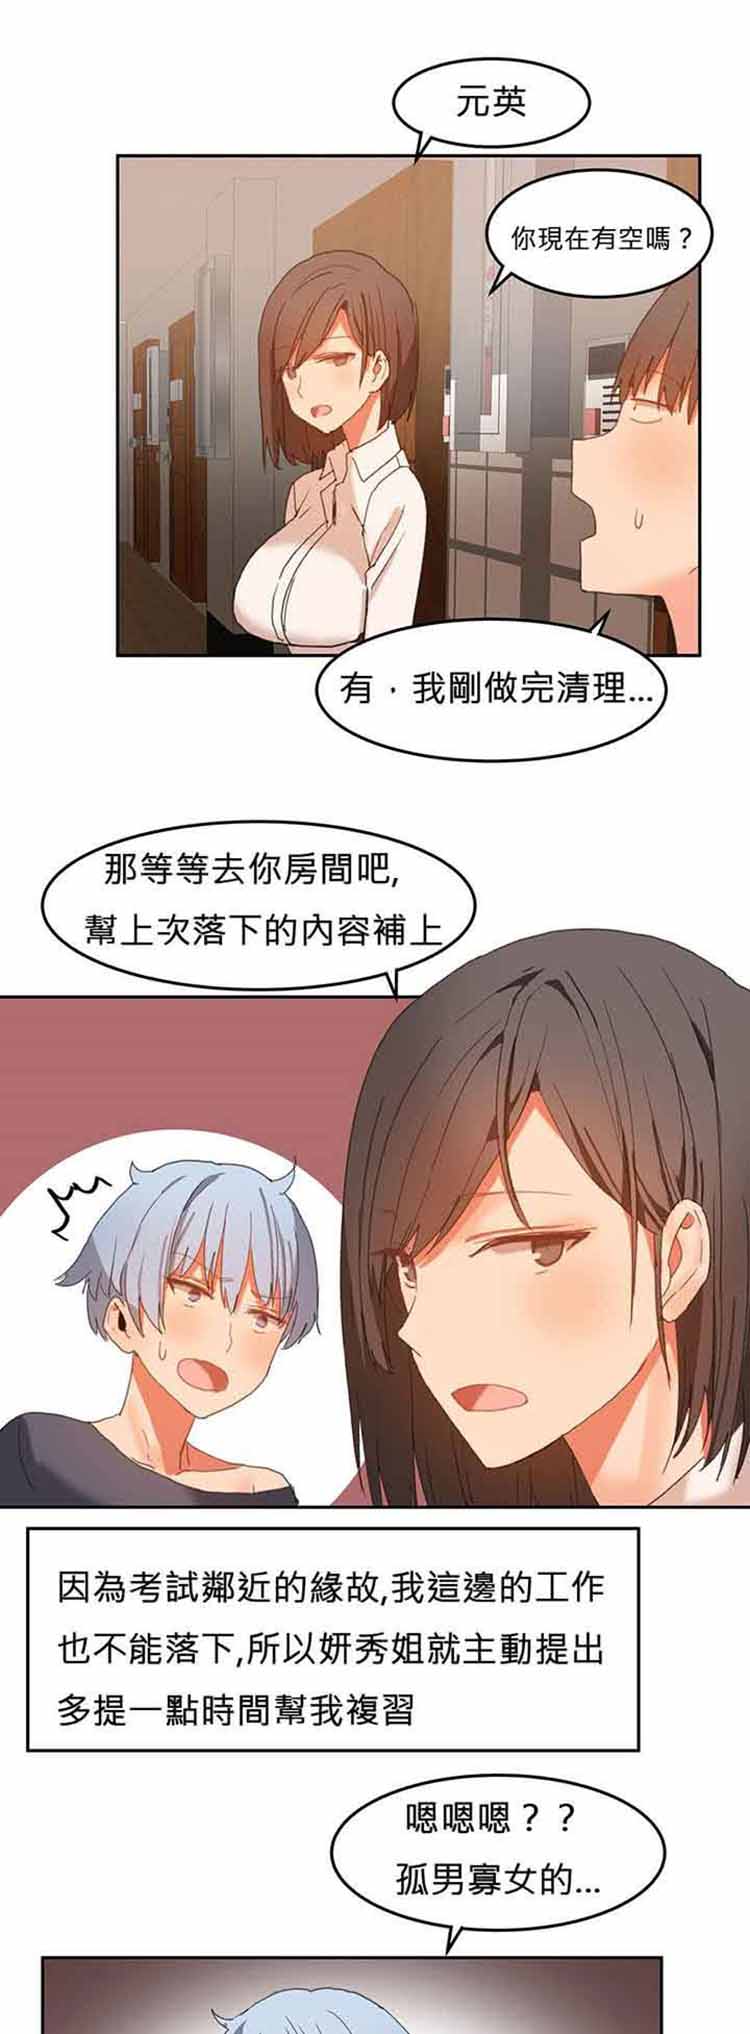 元英
你現在有空嗎？
有，我剛做完清理...
那等等去你房間吧,
幫上次落下的內容補上
因為考試鄰近的緣故,我這邊的工作
也不能落下,所以妍秀姐就主動提出
多提一點時間幫我複習
嗯嗯嗯？？
孤男寡女的...